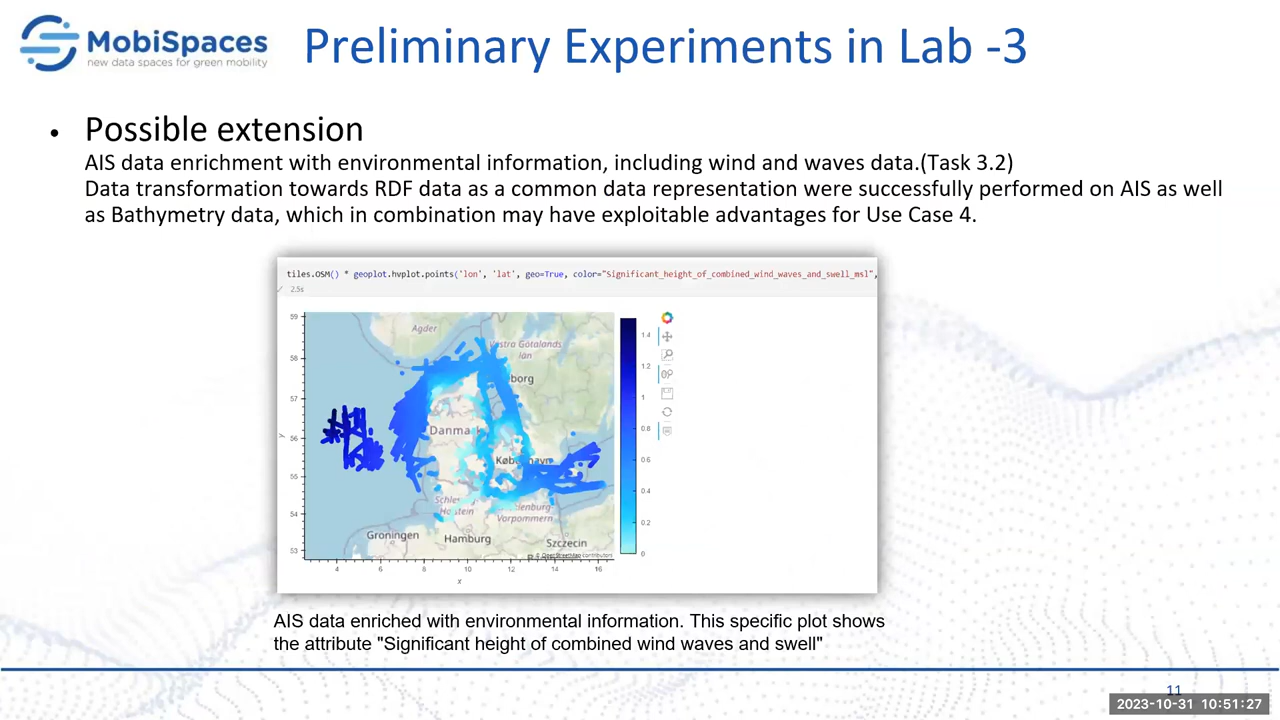 MobiSpaces
new data spaces for green mobility
Preliminary Experiments in Lab -3
• Possible extension
AIS data enrichment with environmental information, including wind and waves data.(Task 3.2)
Data transformation towards RDF data as a common data representation were successfully performed on AIS as well
as Bathymetry data, which in combination may have exploitable advantages for Use Case 4.
tiles.OSM() * geoplot.hvplot.points('lon', 'lat', geo=True, color="Significant_height_of_combined_wind_waves_and_swell_msl",
2.5s
59
58
57
56
55
54
53
y
4
6
8
10
12
14
16
x
Agder
Västra Götalands
län
borg
Danmark
København
Groningen
Hamburg
Vorpommern
Szczecin
© OpenStreetMap contributors
1.4
1.2
1
0.8
0.6
0.4
0.2
0
AIS data enriched with environmental information. This specific plot shows
the attribute "Significant height of combined wind waves and swell"
11
2023-10-31 10:51:27